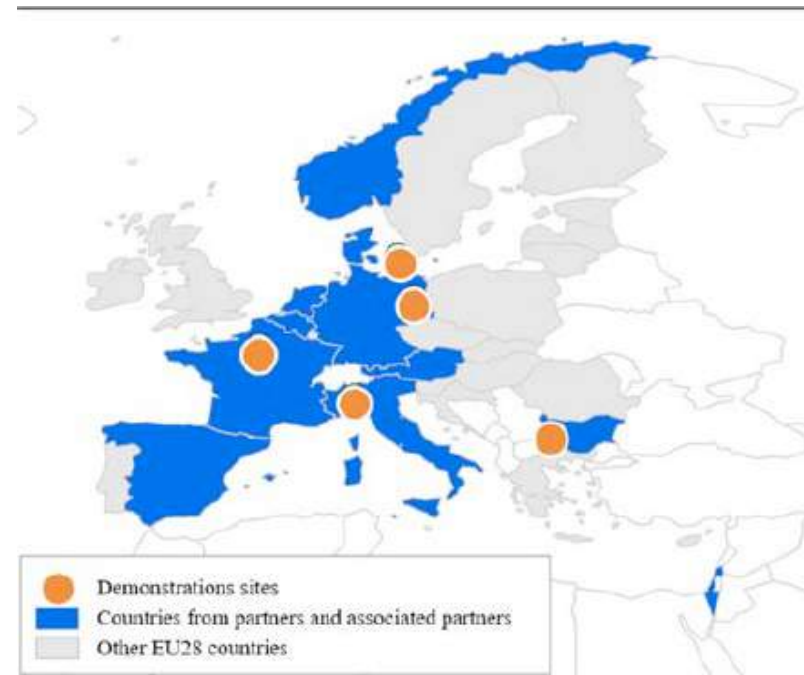 Demonstrations sites
Countries from partners and associated partners
Other EU28 countries